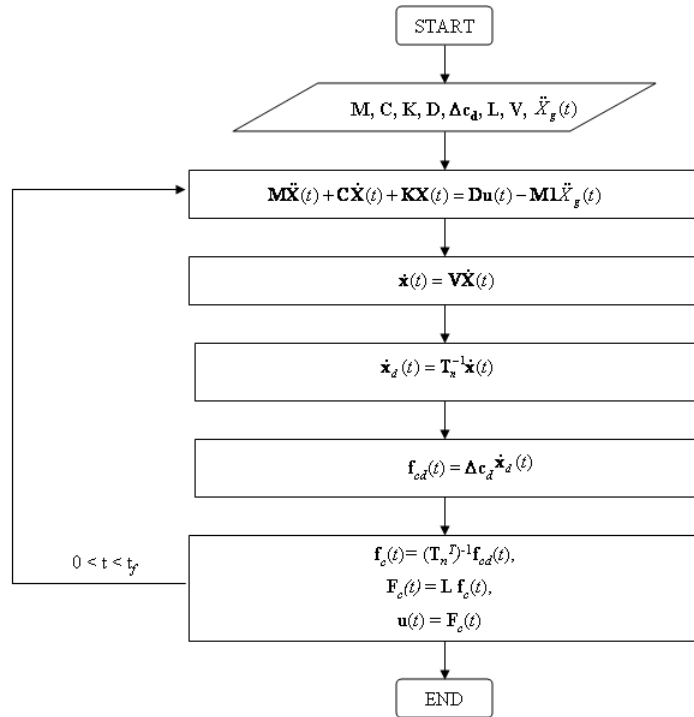 START
M, C, K, D, Δc_d, L, V, Ẍ_g(t)
MẌ(t) + CẊ(t) + KX(t) = Du(t) − M1Ẍ_g(t)
ẋ(t) = VẊ(t)
ẋ_d(t) = T_n^{-1}ẋ(t)
f_cd(t) = Δc_d ẋ_d(t)
0 < t < t_f
f_c(t) = (T_n^T)^{-1}f_cd(t),
F_c(t) = L f_c(t),
u(t) = F_c(t)
END